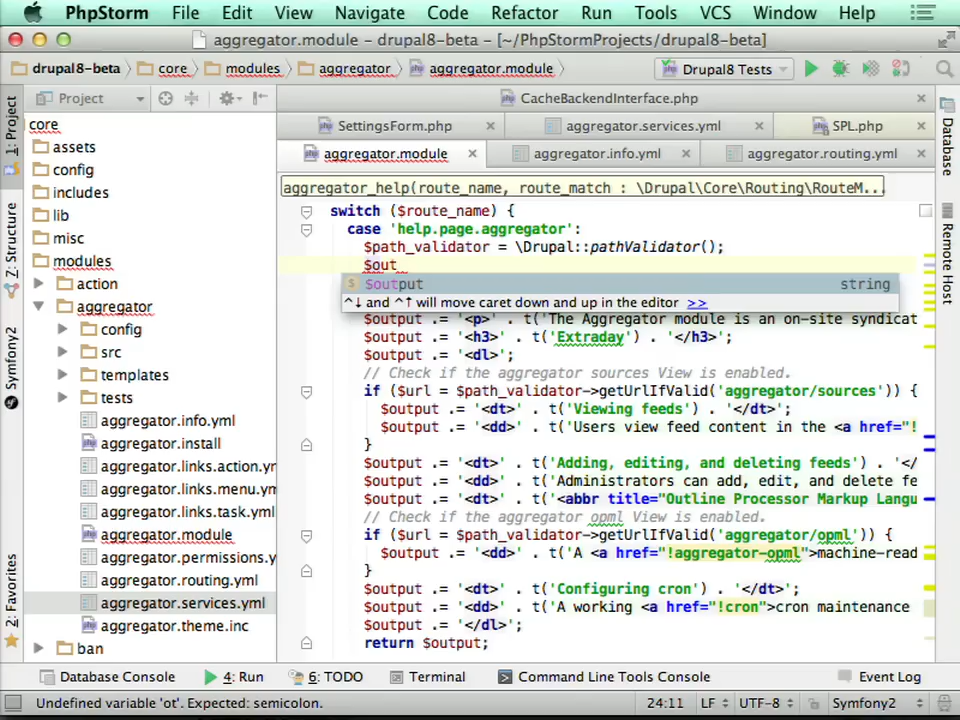 PhpStorm File Edit View Navigate Code Refactor Run Tools VCS Window Help
aggregator.module – drupal8-beta – [~/PhpStormProjects/drupal8-beta]
drupal8-beta core modules aggregator aggregator.module Drupal8 Tests
Project
CacheBackendInterface.php
SettingsForm.php aggregator.services.yml SPL.php
aggregator.module aggregator.info.yml aggregator.routing.yml
1: Project
Z: Structure
Symfony2
2: Favorites
core
assets
config
includes
lib
misc
modules
action
aggregator
config
src
templates
tests
aggregator.info.yml
aggregator.install
aggregator.links.action.yr
aggregator.links.menu.ym
aggregator.links.task.yml
aggregator.module
aggregator.permissions.y
aggregator.routing.yml
aggregator.services.yml
aggregator.theme.inc
ban
aggregator_help(route_name, route_match : \Drupal\Core\Routing\RouteM...
switch ($route_name) {
case 'help.page.aggregator':
$path_validator = \Drupal::pathValidator();
$out
$output string
^↓ and ^↑ will move caret down and up in the editor >>
$output .= '<p>' . t('The Aggregator module is an on-site syndicat
$output .= '<h3>' . t('Extraday') . '</h3>';
$output .= '<dl>';
// Check if the aggregator sources View is enabled.
if ($url = $path_validator->getUrlIfValid('aggregator/sources')) {
$output .= '<dt>' . t('Viewing feeds') . '</dt>';
$output .= '<dd>' . t('Users view feed content in the <a href="!
}
$output .= '<dt>' . t('Adding, editing, and deleting feeds') . '</
$output .= '<dd>' . t('Administrators can add, edit, and delete fe
$output .= '<dt>' . t('<abbr title="Outline Processor Markup Langu
// Check if the aggregator opml View is enabled.
if ($url = $path_validator->getUrlIfValid('aggregator/opml')) {
$output .= '<dd>' . t('A <a href="!aggregator-opml">machine-read
}
$output .= '<dt>' . t('Configuring cron') . '</dt>';
$output .= '<dd>' . t('A working <a href="!cron">cron maintenance
$output .= '</dl>';
return $output;
Database
Remote Host
Database Console 4: Run 6: TODO Terminal Command Line Tools Console Event Log
Undefined variable 'ot'. Expected: semicolon. 24:11 LF UTF-8 Symfony2